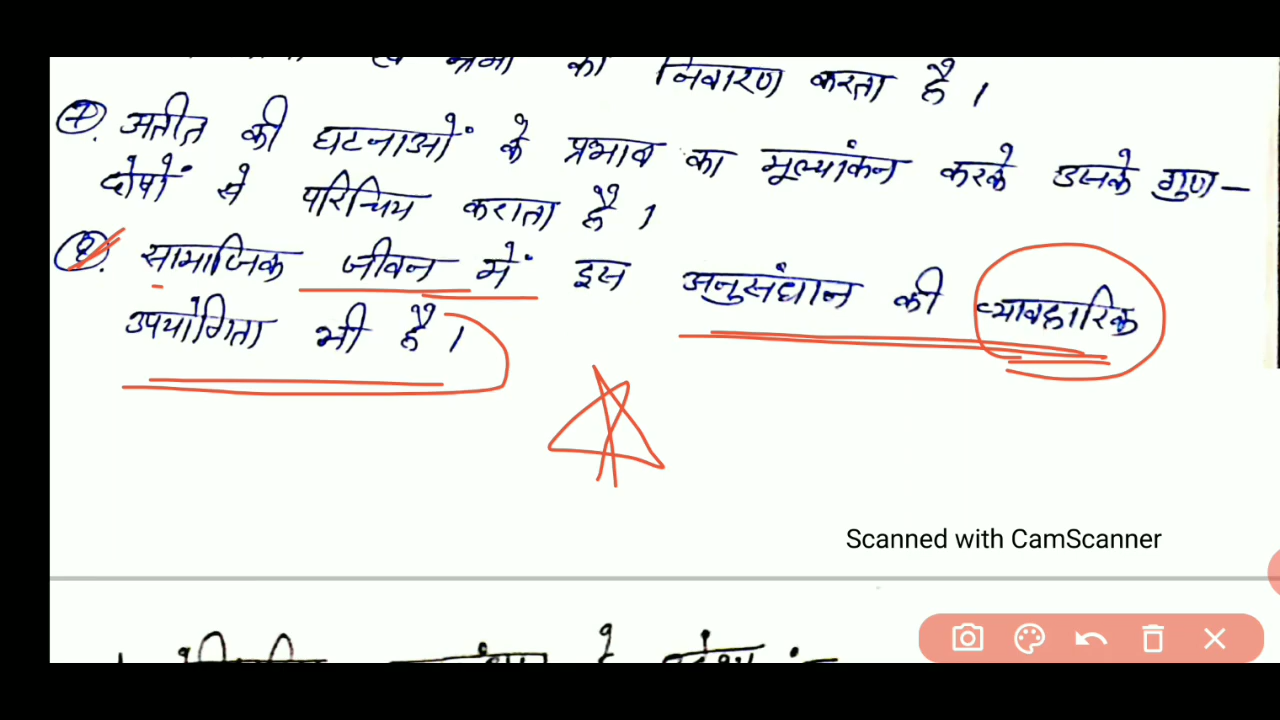 का निवारण करता है।
7. अतीत की घटनाओं के प्रभाव का मूल्यांकन करके उसके गुण-
दोषों से परिचिय कराता है।
8. सामाजिक जीवन में इस अनुसंधान की व्यावहारिक
उपयोगिता भी है।
Scanned with CamScanner